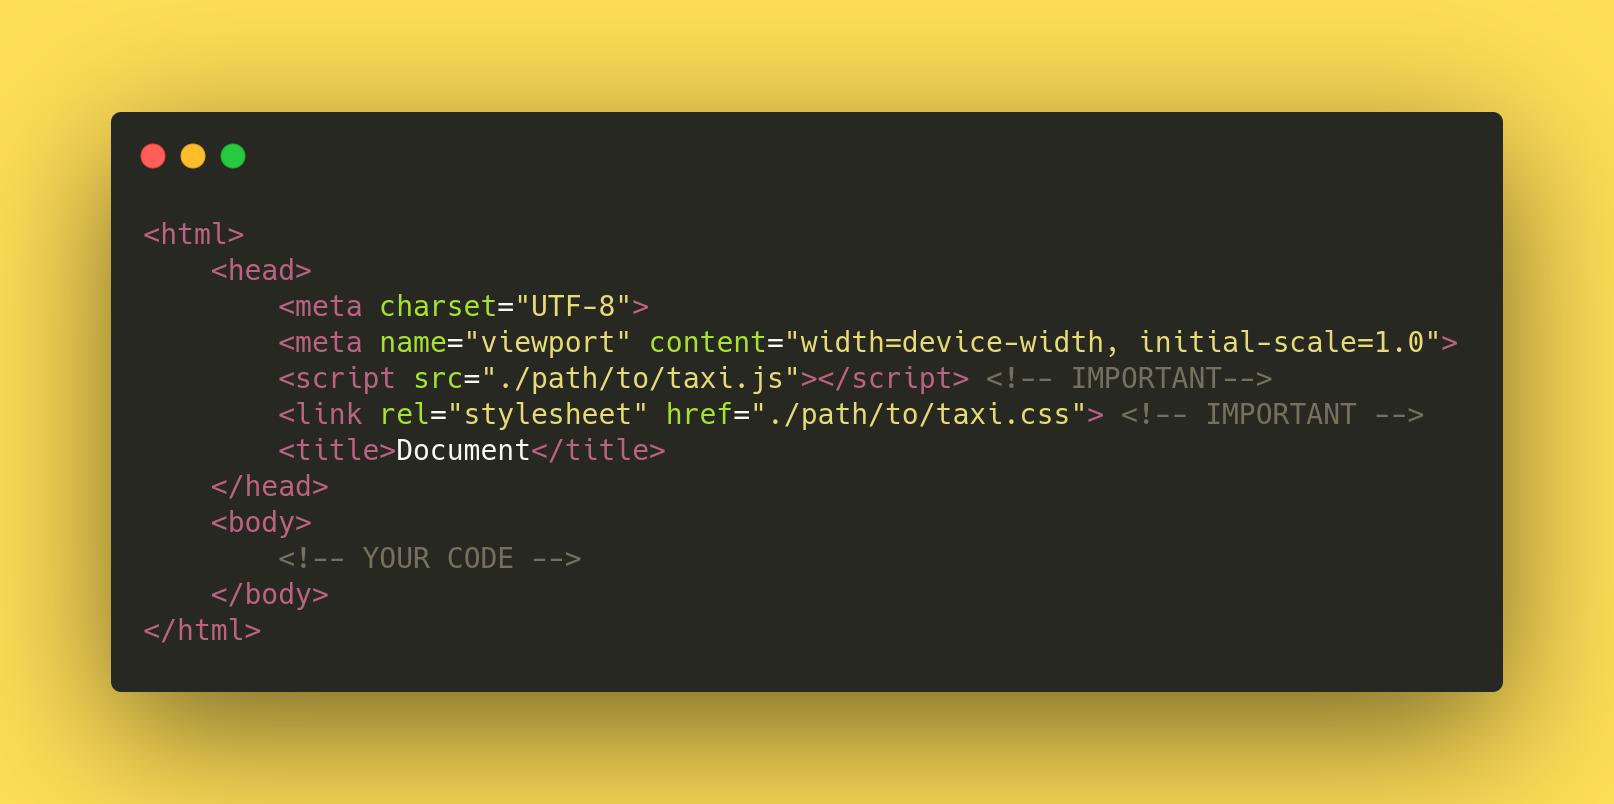 <html>
    <head>
        <meta charset="UTF-8">
        <meta name="viewport" content="width=device-width, initial-scale=1.0">
        <script src="./path/to/taxi.js"></script> <!-- IMPORTANT-->
        <link rel="stylesheet" href="./path/to/taxi.css"> <!-- IMPORTANT -->
        <title>Document</title>
    </head>
    <body>
        <!-- YOUR CODE -->
    </body>
</html>